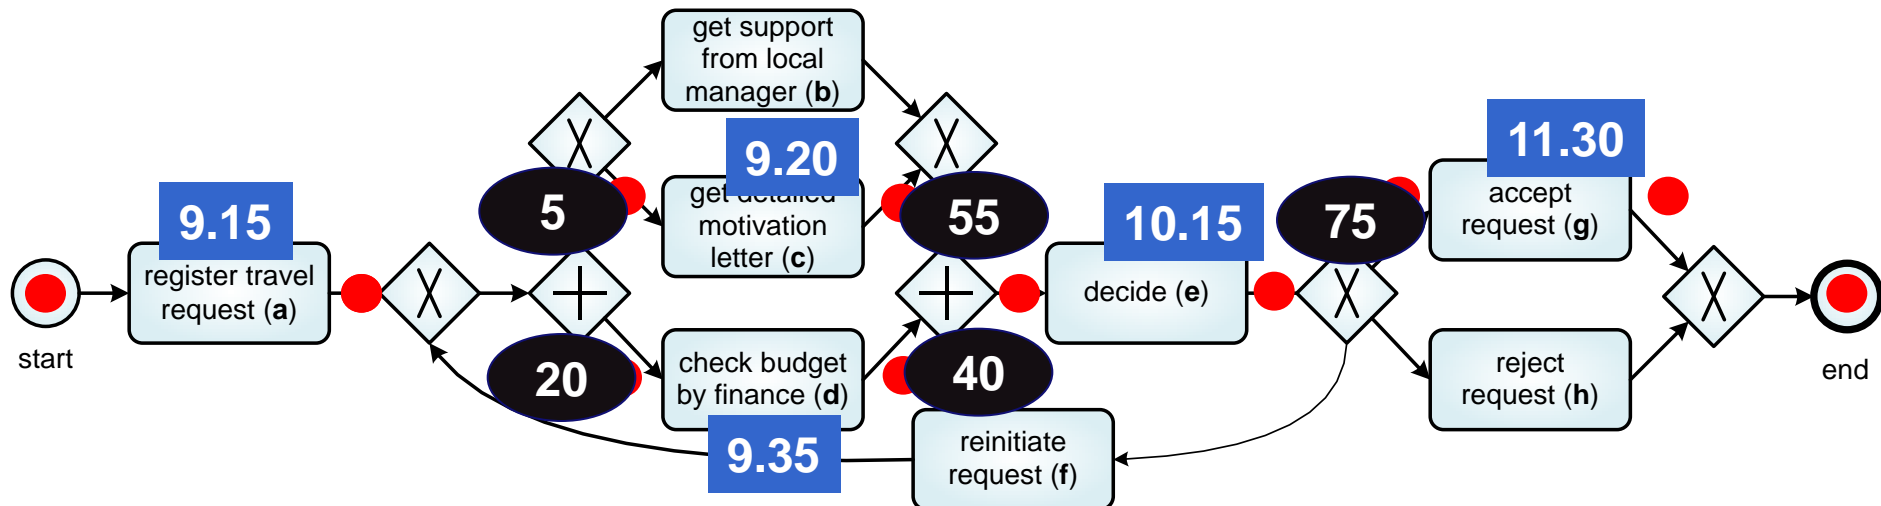 get support
from local
manager (b)
9.20
get detailed
motivation
letter (c)
11.30
accept
request (g)
9.15
register travel
request (a)
5
55
10.15
decide (e)
75
start
20
check budget
by finance (d)
40
9.35
reinitiate
request (f)
reject
request (h)
end